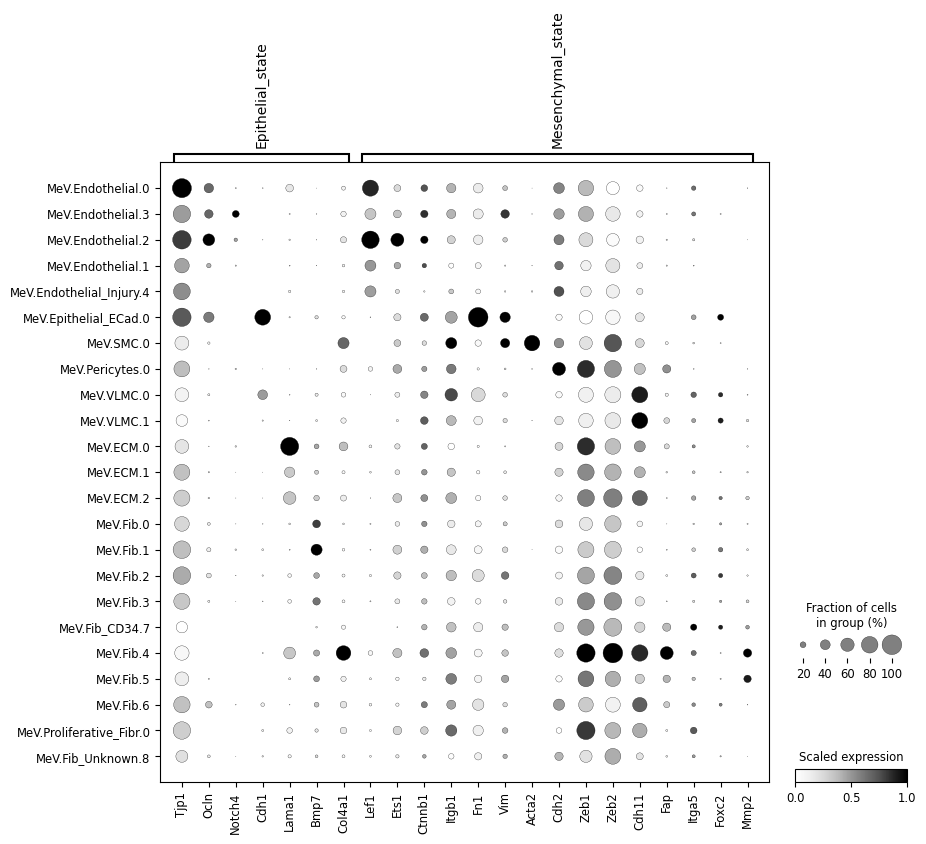 Epithelial_state
Mesenchymal_state
MeV.Endothelial.0
MeV.Endothelial.3
MeV.Endothelial.2
MeV.Endothelial.1
MeV.Endothelial_Injury.4
MeV.Epithelial_ECad.0
MeV.SMC.0
MeV.Pericytes.0
MeV.VLMC.0
MeV.VLMC.1
MeV.ECM.0
MeV.ECM.1
MeV.ECM.2
MeV.Fib.0
MeV.Fib.1
MeV.Fib.2
MeV.Fib.3
MeV.Fib_CD34.7
MeV.Fib.4
MeV.Fib.5
MeV.Fib.6
MeV.Proliferative_Fibr.0
MeV.Fib_Unknown.8
Tjp1
Ocln
Notch4
Cdh1
Lama1
Bmp7
Col4a1
Lef1
Ets1
Ctnnb1
Itgb1
Fn1
Vim
Acta2
Cdh2
Zeb1
Zeb2
Cdh11
Fap
Itga5
Foxc2
Mmp2
Fraction of cells
in group (%)
20 40 60 80 100
Scaled expression
0.0 0.5 1.0